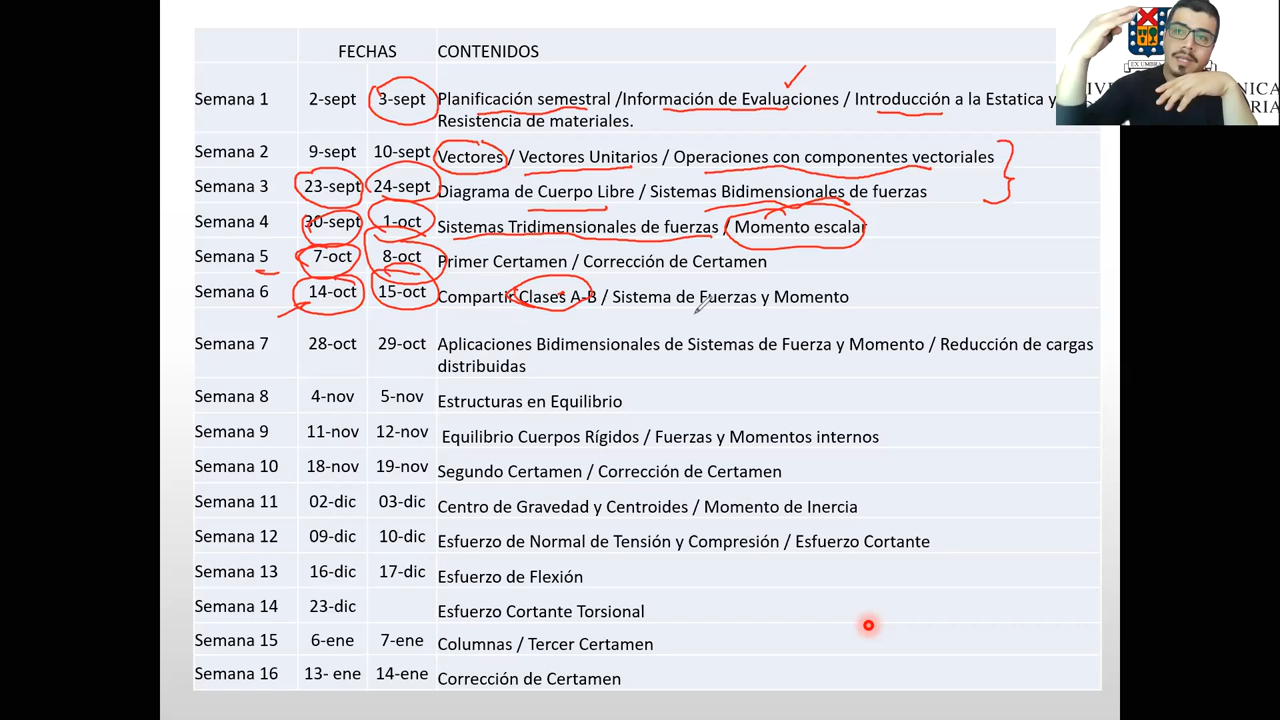 FECHAS CONTENIDOS
Semana 1 2-sept 3-sept Planificación semestral /Información de Evaluaciones / Introducción a la Estatica y
Resistencia de materiales.
Semana 2 9-sept 10-sept Vectores / Vectores Unitarios / Operaciones con componentes vectoriales
Semana 3 23-sept 24-sept Diagrama de Cuerpo Libre / Sistemas Bidimensionales de fuerzas
Semana 4 30-sept 1-oct Sistemas Tridimensionales de fuerzas / Momento escalar
Semana 5 7-oct 8-oct Primer Certamen / Corrección de Certamen
Semana 6 14-oct 15-oct Compartir Clases A-B / Sistema de Fuerzas y Momento
Semana 7 28-oct 29-oct Aplicaciones Bidimensionales de Sistemas de Fuerza y Momento / Reducción de cargas
distribuidas
Semana 8 4-nov 5-nov Estructuras en Equilibrio
Semana 9 11-nov 12-nov Equilibrio Cuerpos Rígidos / Fuerzas y Momentos internos
Semana 10 18-nov 19-nov Segundo Certamen / Corrección de Certamen
Semana 11 02-dic 03-dic Centro de Gravedad y Centroides / Momento de Inercia
Semana 12 09-dic 10-dic Esfuerzo de Normal de Tensión y Compresión / Esfuerzo Cortante
Semana 13 16-dic 17-dic Esfuerzo de Flexión
Semana 14 23-dic Esfuerzo Cortante Torsional
Semana 15 6-ene 7-ene Columnas / Tercer Certamen
Semana 16 13- ene 14-ene Corrección de Certamen